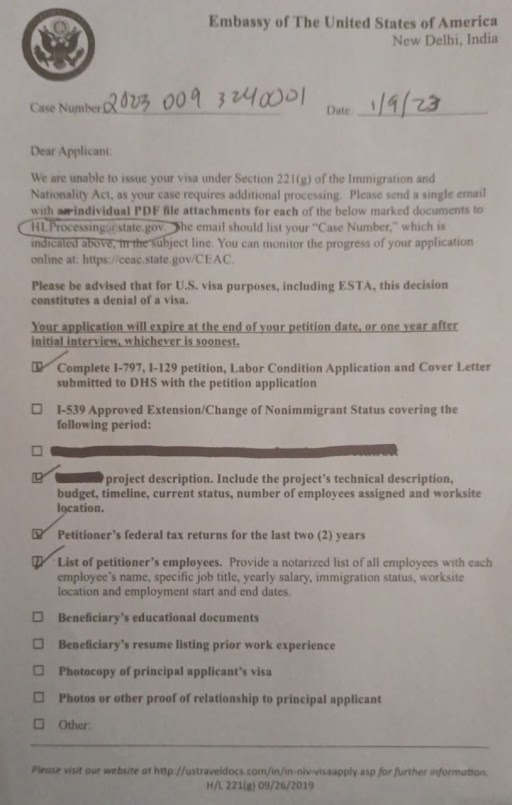 Embassy of The United States of America
New Delhi, India
Case Number 2023 009 3240001 Date 1/9/23
Dear Applicant:
We are unable to issue your visa under Section 221(g) of the Immigration and
Nationality Act, as your case requires additional processing. Please send a single email
with individual PDF file attachments for each of the below marked documents to
HLProcessing@state.gov. The email should list your "Case Number," which is
indicated above, in the subject line. You can monitor the progress of your application
online at: https://ceac.state.gov/CEAC.
Please be advised that for U.S. visa purposes, including ESTA, this decision
constitutes a denial of a visa.
Your application will expire at the end of your petition date, or one year after
initial interview, whichever is soonest.
Complete I-797, I-129 petition, Labor Condition Application and Cover Letter
submitted to DHS with the petition application
I-539 Approved Extension/Change of Nonimmigrant Status covering the
following period:
project description. Include the project's technical description,
budget, timeline, current status, number of employees assigned and worksite
location.
Petitioner's federal tax returns for the last two (2) years
List of petitioner's employees. Provide a notarized list of all employees with each
employee's name, specific job title, yearly salary, immigration status, worksite
location and employment start and end dates.
Beneficiary's educational documents
Beneficiary's resume listing prior work experience
Photocopy of principal applicant's visa
Photos or other proof of relationship to principal applicant
Other:
Please visit our website at http://ustraveldocs.com/in/in-niv-visaapply.asp for further information.
H/L 221(g) 09/26/2019